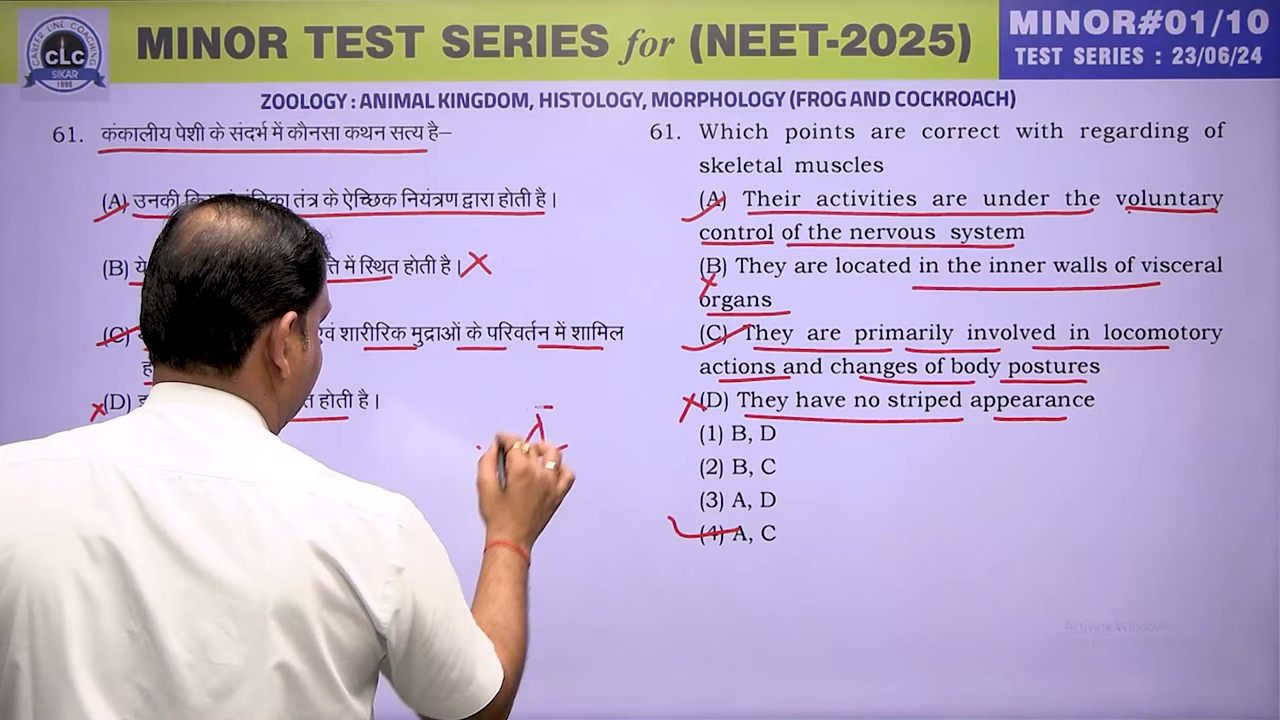 CAREER LINE COACHING
CLC
SIKAR
1996
MINOR TEST SERIES for (NEET-2025)
MINOR#01/10
TEST SERIES : 23/06/24
ZOOLOGY : ANIMAL KINGDOM, HISTOLOGY, MORPHOLOGY (FROG AND COCKROACH)
61. कंकालीय पेशी के संदर्भ में कौनसा कथन सत्य है–
(A) उनकी तंत्र के ऐच्छिक नियंत्रण द्वारा होती है।
(B) में स्थित होती है।
(C) एवं शारीरिक मुद्राओं के परिवर्तन में शामिल
(D) होती है।
61. Which points are correct with regarding of
skeletal muscles
(A) Their activities are under the voluntary
control of the nervous system
(B) They are located in the inner walls of visceral
organs
(C) They are primarily involved in locomotory
actions and changes of body postures
(D) They have no striped appearance
(1) B, D
(2) B, C
(3) A, D
(4) A, C
Activate Windows